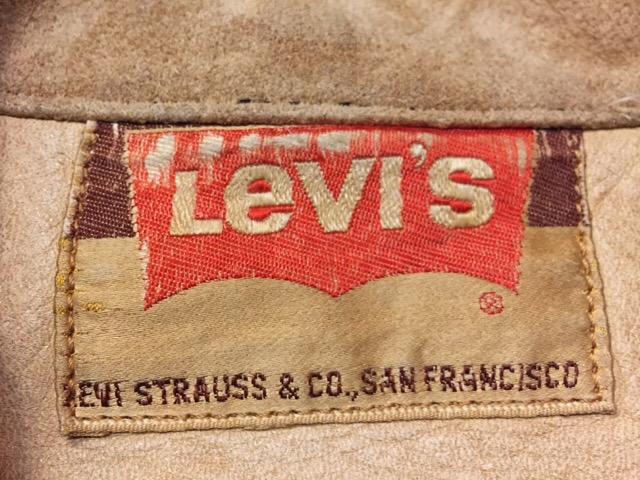 LeVI'S
®
LEVI STRAUSS & CO., SAN FRANCISCO